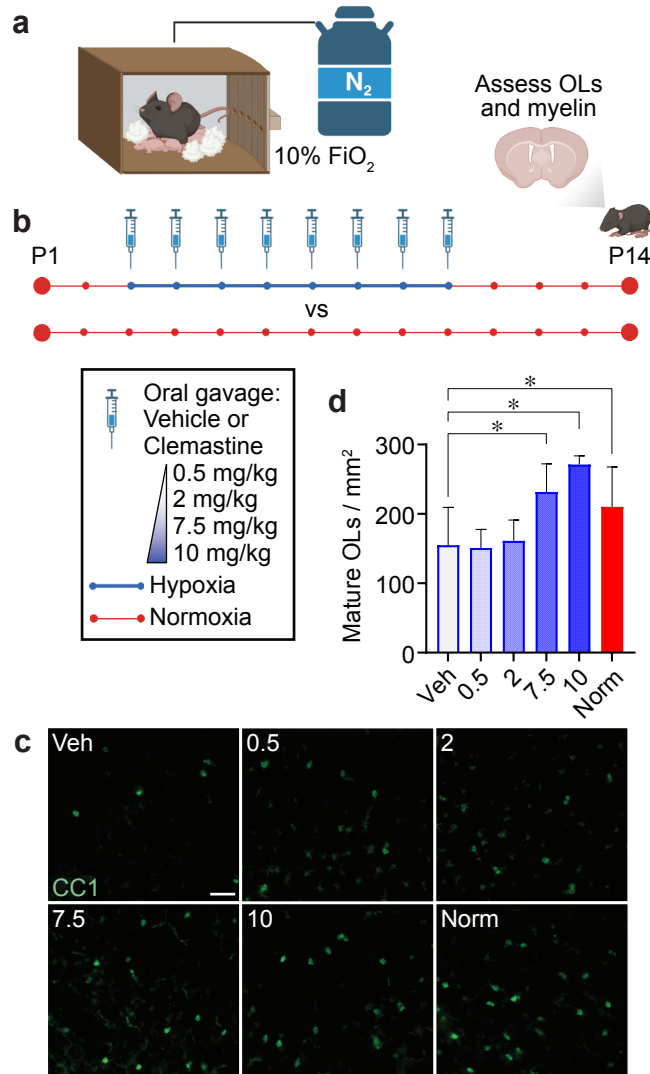 a
N₂
10% FiO₂
Assess OLs
and myelin
b
P1
P14
vs
Oral gavage:
Vehicle or
Clemastine
0.5 mg/kg
2 mg/kg
7.5 mg/kg
10 mg/kg
Hypoxia
Normoxia
d
*
*
*
300
200
100
0
Mature OLs / mm²
Veh
0.5
2
7.5
10
Norm
c
Veh
0.5
2
CC1
7.5
10
Norm